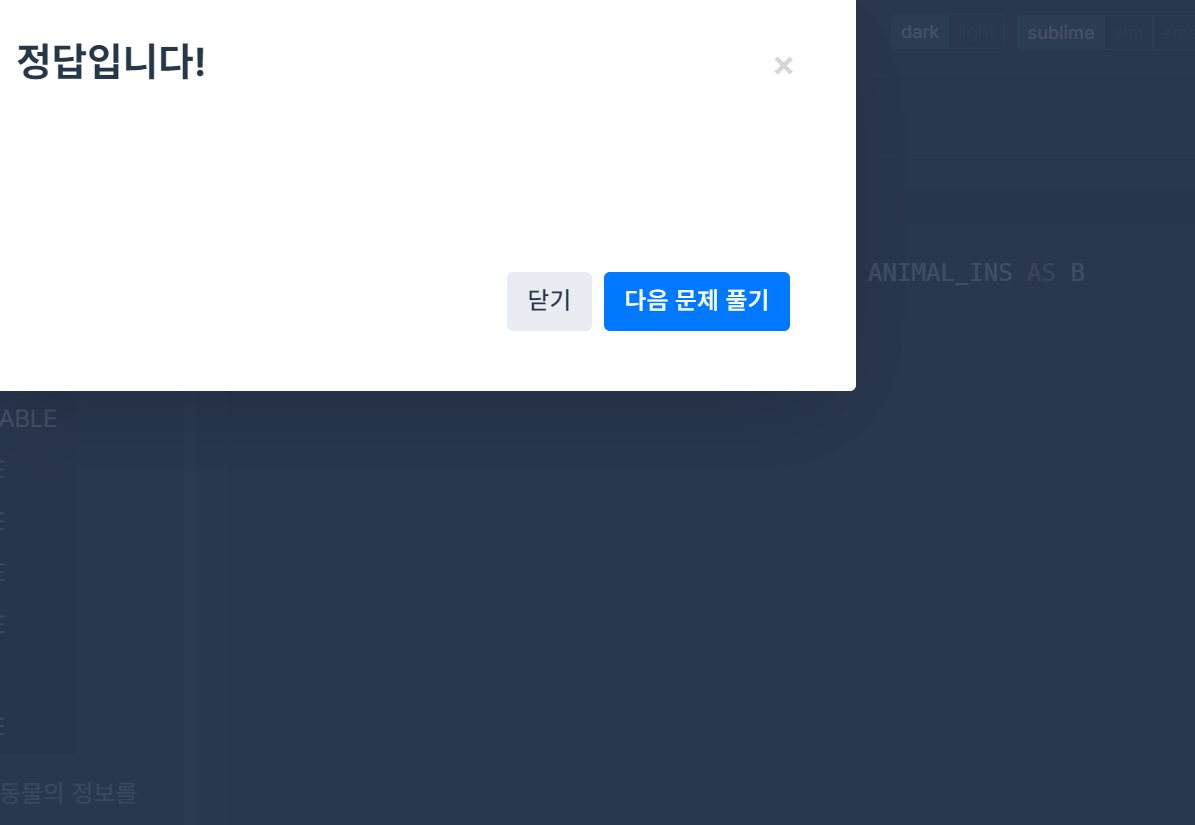 dark light sublime vim
정답입니다!
×
ANIMAL_INS AS B
닫기 다음 문제 풀기
ABLE
동물의 정보를